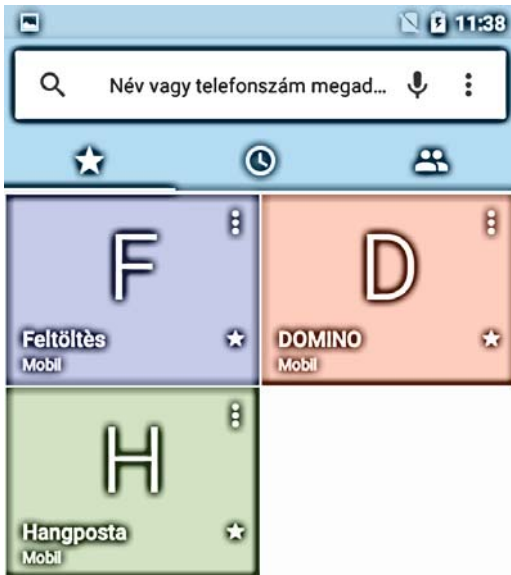 11:38
Név vagy telefonszám megad...
F
D
Feltöltès
Mobil
DOMINO
Mobil
H
Hangposta
Mobil